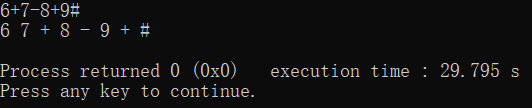 6+7-8+9#
6 7 + 8 - 9 + #
Process returned 0 (0x0)   execution time : 29.795 s
Press any key to continue.